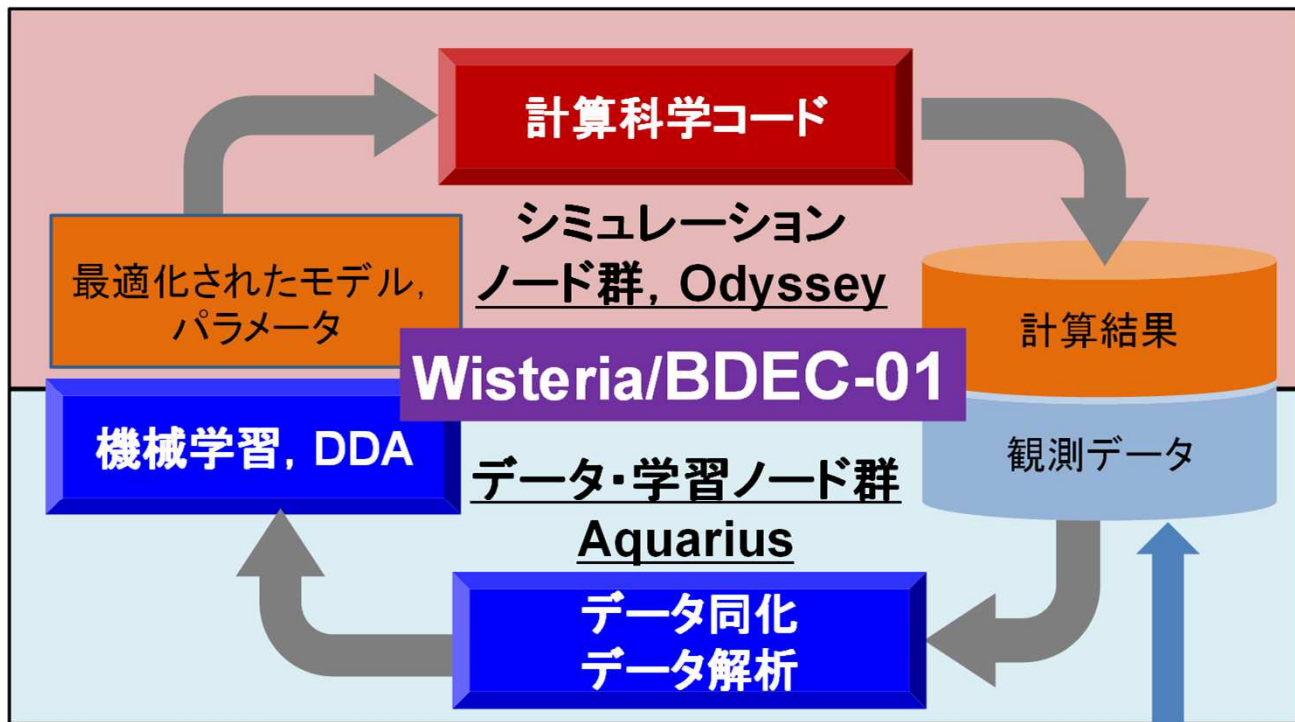 計算科学コード
シミュレーション
ノード群, Odyssey
最適化されたモデル,
パラメータ
計算結果
Wisteria/BDEC-01
機械学習, DDA
観測データ
データ・学習ノード群
Aquarius
データ同化
データ解析